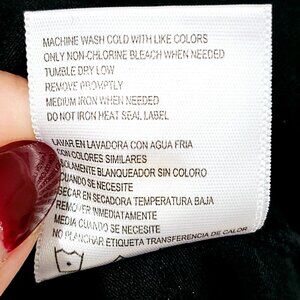 MACHINE WASH COLD WITH LIKE COLORS
ONLY NON-CHLORINE BLEACH WHEN NEEDED
TUMBLE DRY LOW
REMOVE PROMPTLY
MEDIUM IRON WHEN NEEDED
DO NOT IRON HEAT SEAL LABEL
LAVAR EN LAVADORA CON AGUA FRIA
CON COLORES SIMILARES
SOLAMENTE BLANQUEADOR SIN CLORO
CUANDO SE NECESITE
SECAR EN SECADORA TEMPERATURA BAJA
REMOVER INMEDIATAMENTE
MEDIA CUANDO SE NECESITE
NO PLANCHAR ETIQUETA TRANSFERENCIA DE CALOR